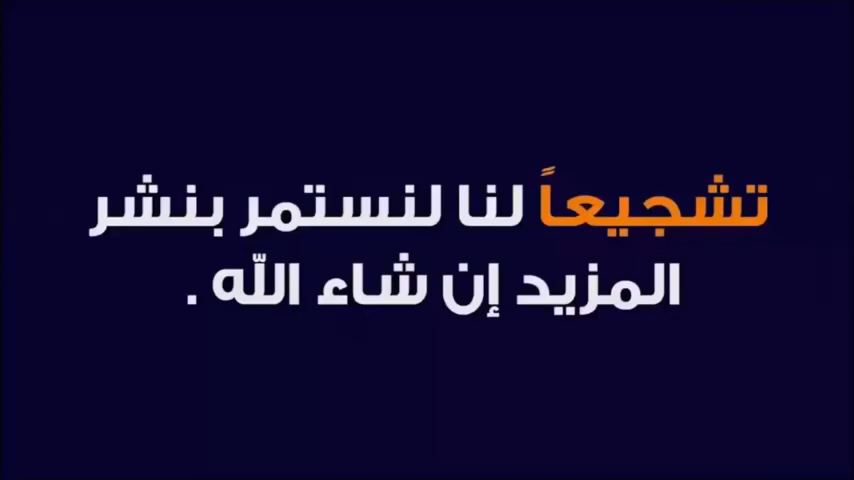 تشجيعاً لنا لنستمر بنشر
المزيد إن شاء الله .